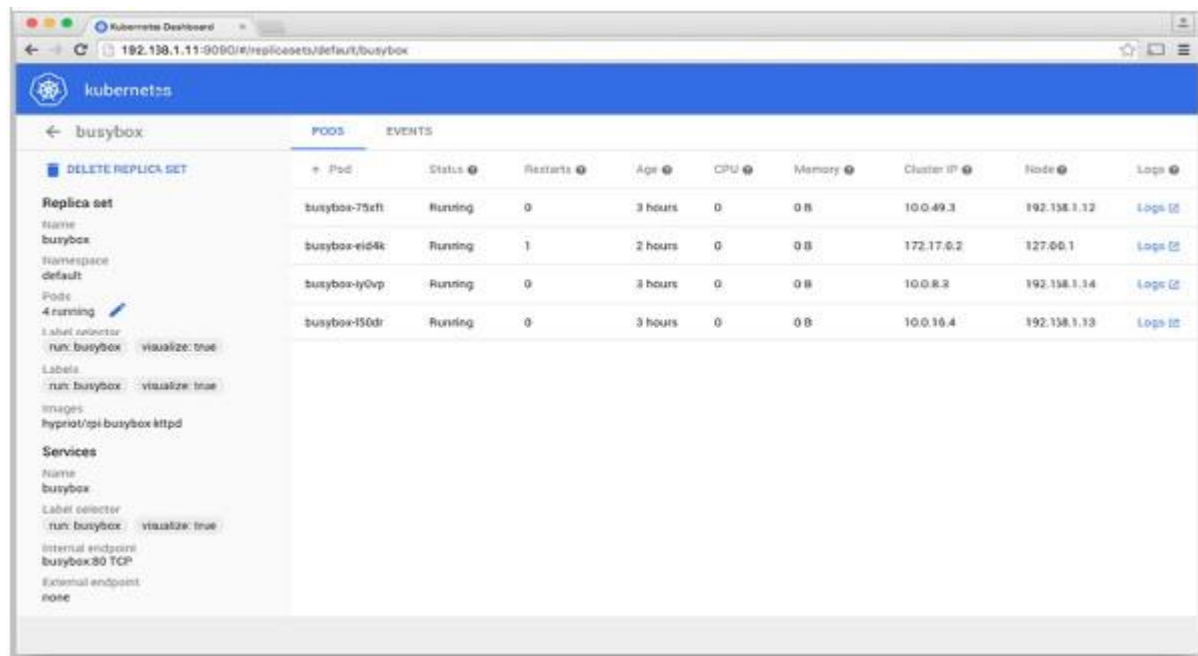 Kubernetes Dashboard
192.138.1.11:9090/#/replicasets/default/busybox
kubernetes
busybox
PODS EVENTS
DELETE REPLICA SET
Pod Status Restarts Age CPU Memory Cluster IP Node Logs
busybox-75xft Running 0 3 hours 0 0 B 10.0.49.3 192.138.1.12 Logs
busybox-eid4k Running 1 2 hours 0 0 B 172.17.0.2 127.00.1 Logs
busybox-iy0vp Running 0 3 hours 0 0 B 10.0.8.3 192.138.1.14 Logs
busybox-l50dr Running 0 3 hours 0 0 B 10.0.16.4 192.138.1.13 Logs
Replica set
Name
busybox
Namespace
default
Pods
4 running
Label selector
run: busybox visualize: true
Labels
run: busybox visualize: true
Images
hypriot/rpi-busybox-httpd
Services
Name
busybox
Label selector
run: busybox visualize: true
Internal endpoint
busybox:80 TCP
External endpoint
none